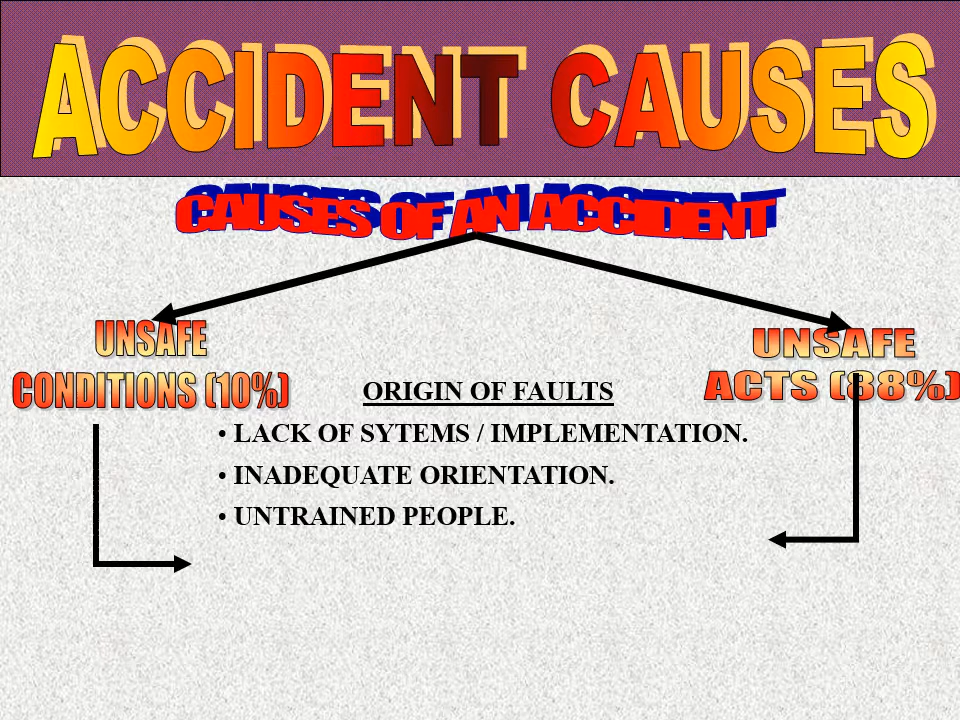 ACCIDENT CAUSES
CAUSES OF AN ACCIDENT
UNSAFE
CONDITIONS (10%)
UNSAFE
ACTS (88%)
ORIGIN OF FAULTS
• LACK OF SYTEMS / IMPLEMENTATION.
• INADEQUATE ORIENTATION.
• UNTRAINED PEOPLE.